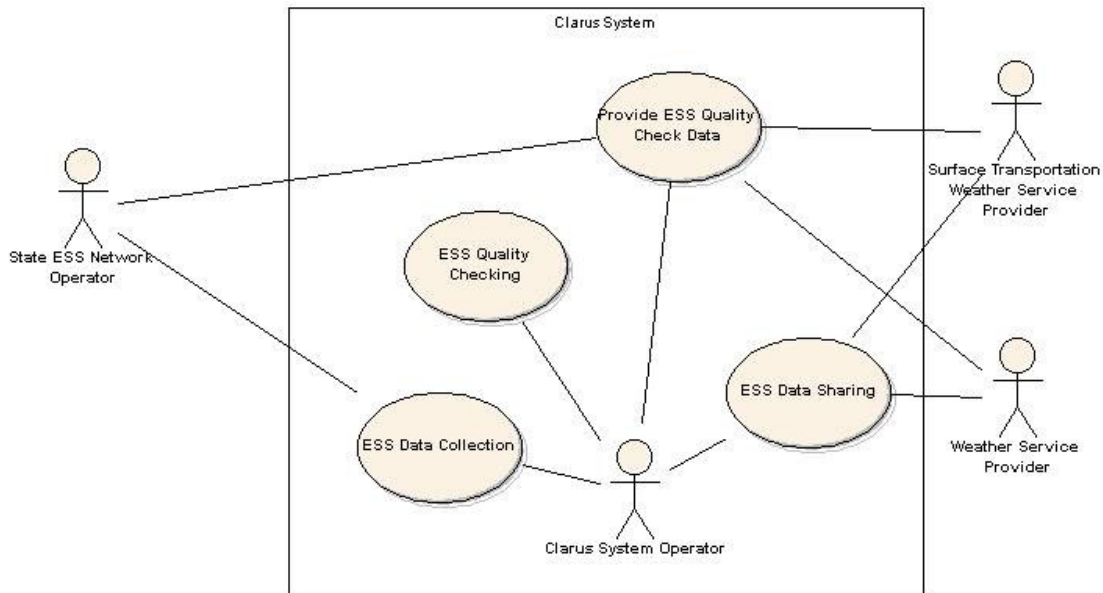 Clarus System
Provide ESS Quality
Check Data
Surface Transportation
Weather Service
Provider
State ESS Network
Operator
ESS Quality
Checking
ESS Data Sharing
ESS Data Collection
Weather Service
Provider
Clarus System Operator